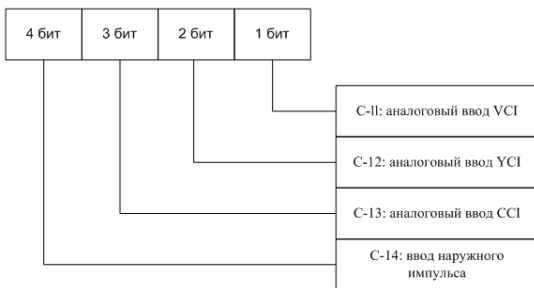 4 бит 3 бит 2 бит 1 бит
C-ll: аналоговый ввод VCI
C-12: аналоговый ввод YCI
C-13: аналоговый ввод CCI
C-14: ввод наружного
импульса